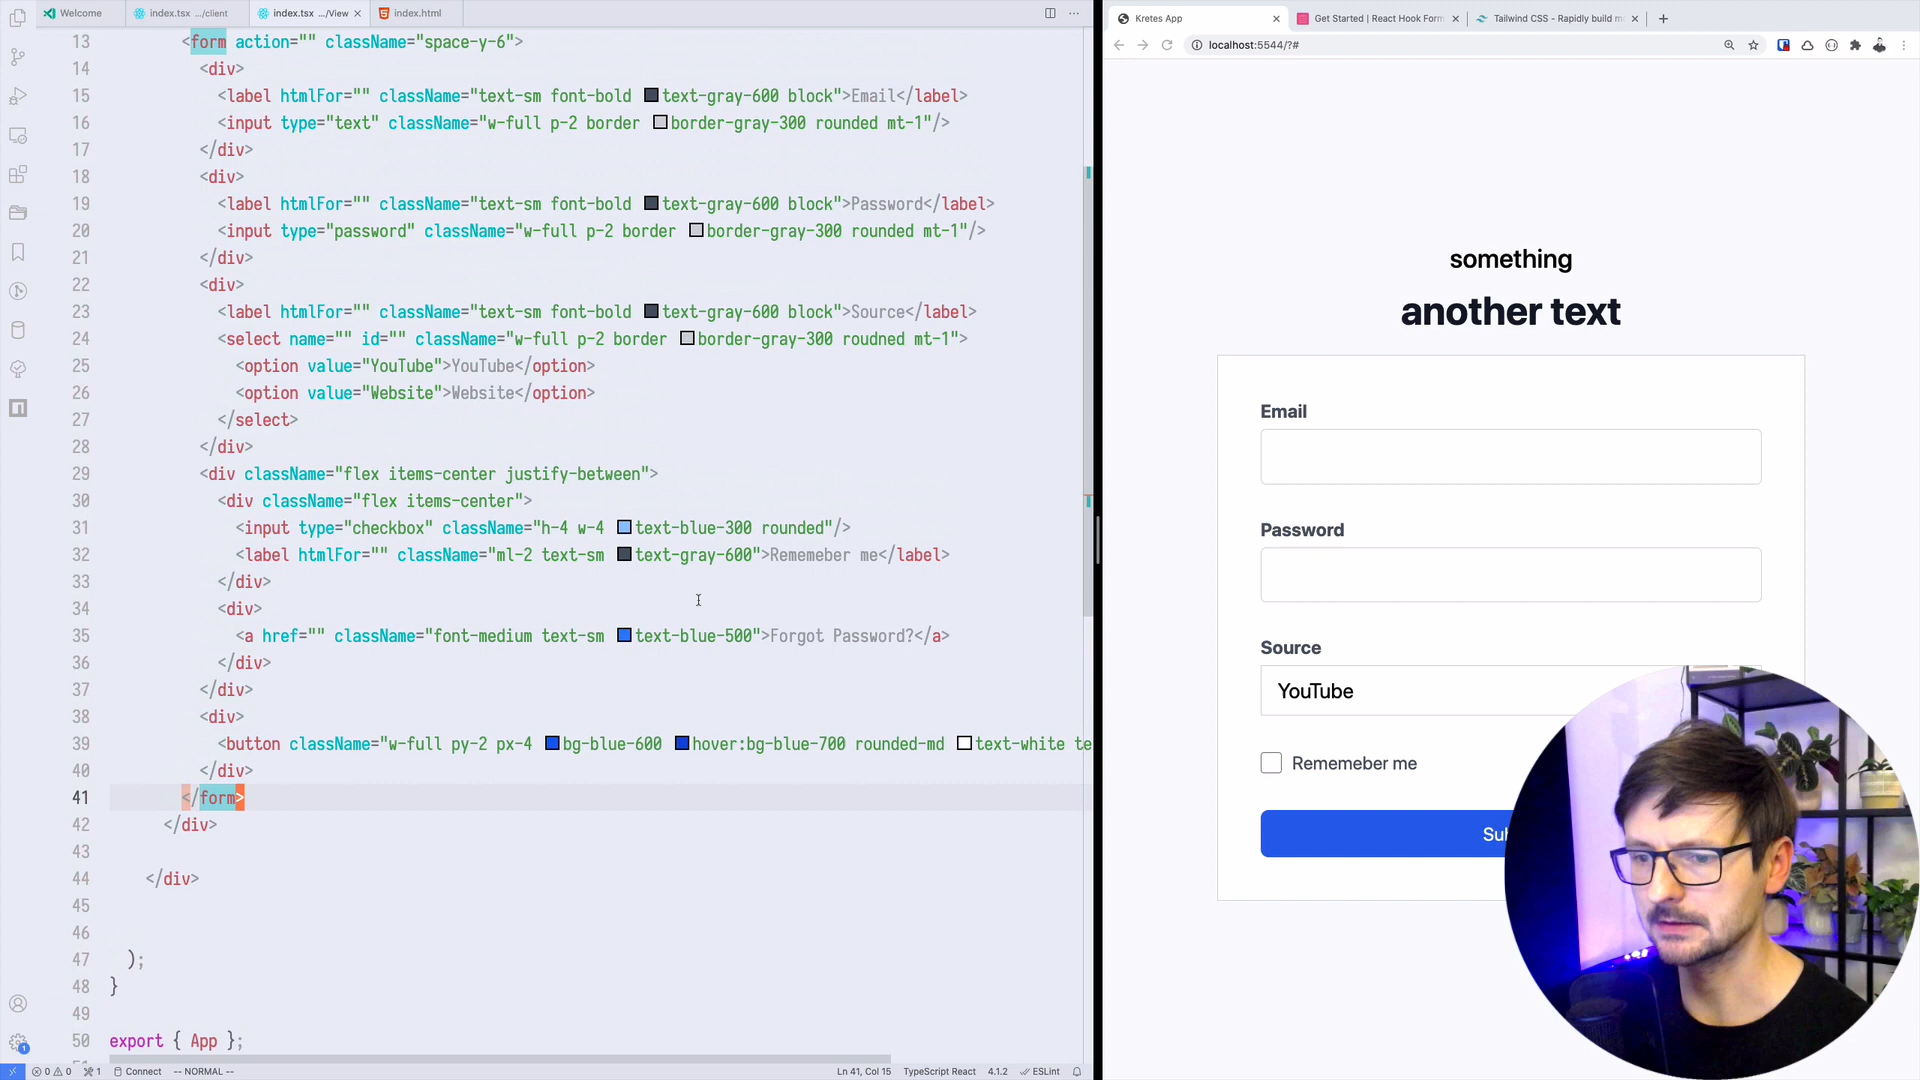 Welcome
index.tsx .../client
index.tsx .../View
index.html
13 <form action="" className="space-y-6">
14 <div>
15 <label htmlFor="" className="text-sm font-bold text-gray-600 block">Email</label>
16 <input type="text" className="w-full p-2 border border-gray-300 rounded mt-1"/>
17 </div>
18 <div>
19 <label htmlFor="" className="text-sm font-bold text-gray-600 block">Password</label>
20 <input type="password" className="w-full p-2 border border-gray-300 rounded mt-1"/>
21 </div>
22 <div>
23 <label htmlFor="" className="text-sm font-bold text-gray-600 block">Source</label>
24 <select name="" id="" className="w-full p-2 border border-gray-300 roudned mt-1">
25 <option value="YouTube">YouTube</option>
26 <option value="Website">Website</option>
27 </select>
28 </div>
29 <div className="flex items-center justify-between">
30 <div className="flex items-center">
31 <input type="checkbox" className="h-4 w-4 text-blue-300 rounded"/>
32 <label htmlFor="" className="ml-2 text-sm text-gray-600">Rememeber me</label>
33 </div>
34 <div>
35 <a href="" className="font-medium text-sm text-blue-500">Forgot Password?</a>
36 </div>
37 </div>
38 <div>
39 <button className="w-full py-2 px-4 bg-blue-600 hover:bg-blue-700 rounded-md text-white te
40 </div>
41 </form>
42 </div>
43
44 </div>
45
46
47 );
48 }
49
50 export { App };
0 0 1 Connect -- NORMAL -- Ln 41, Col 15 TypeScript React 4.1.2 ESLint
1
Kretes App
Get Started | React Hook Form
Tailwind CSS - Rapidly build m
localhost:5544/?#
something
another text
Email
Password
Source
YouTube
Rememeber me
Sub